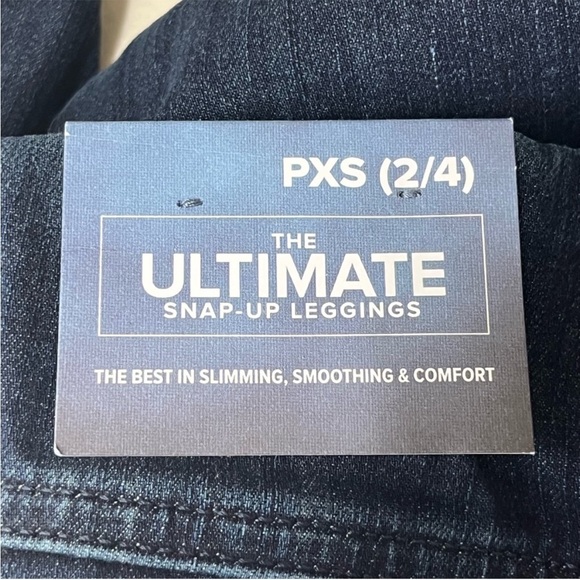 PXS (2/4)
THE
ULTIMATE
SNAP-UP LEGGINGS
THE BEST IN SLIMMING, SMOOTHING & COMFORT